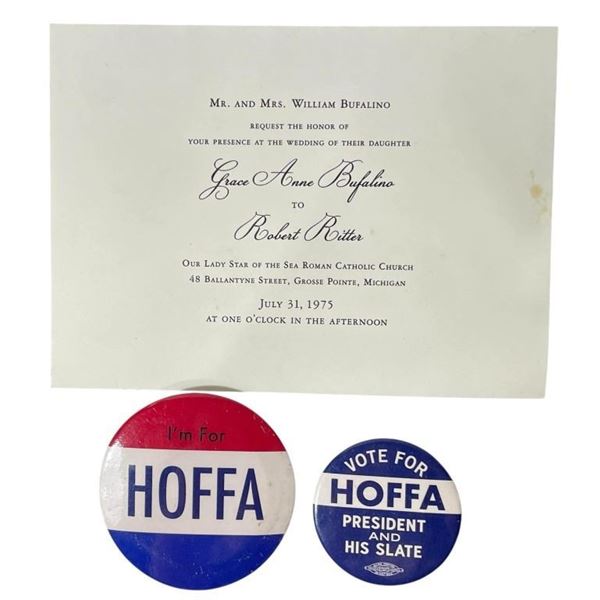 Mr. and Mrs. William Bufalino
request the honor of
your presence at the wedding of their daughter
Grace Anne Bufalino
to
Robert Ritter
Our Lady Star of the Sea Roman Catholic Church
48 Ballantyne Street, Grosse Pointe, Michigan
July 31, 1975
at one o'clock in the afternoon
I'm For
HOFFA
VOTE FOR
HOFFA
PRESIDENT
AND
HIS SLATE